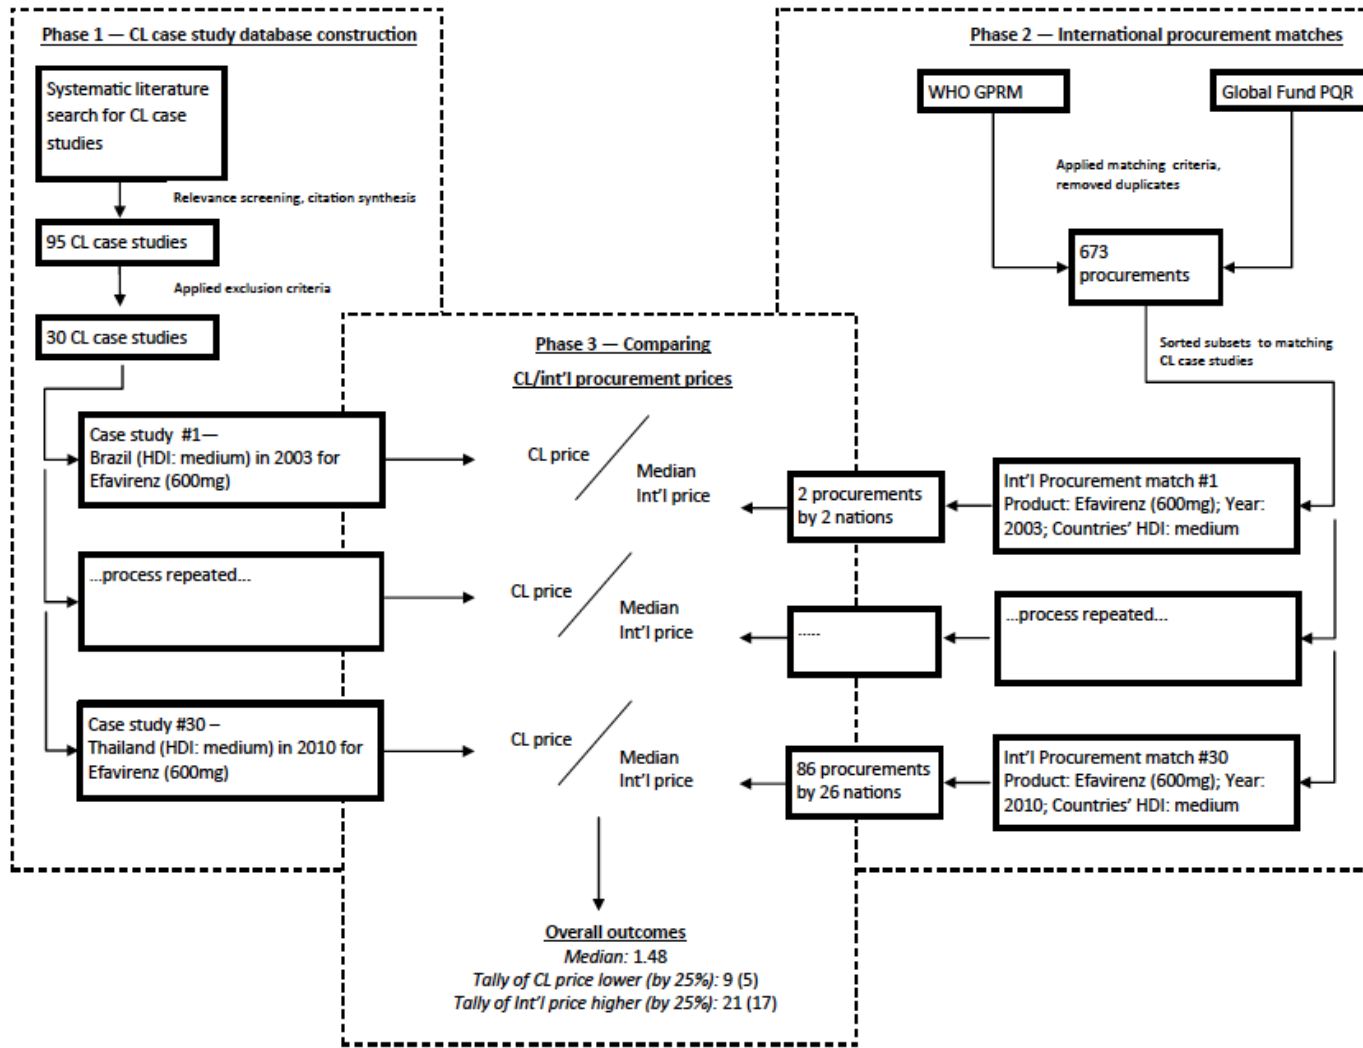 Phase 1 — CL case study database construction
Systematic literature
search for CL case
studies
Relevance screening, citation synthesis
95 CL case studies
Applied exclusion criteria
30 CL case studies
Case study #1—
Brazil (HDI: medium) in 2003 for
Efavirenz (600mg)
...process repeated...
Case study #30 –
Thailand (HDI: medium) in 2010 for
Efavirenz (600mg)
Phase 2 — International procurement matches
WHO GPRM
Global Fund PQR
Applied matching criteria,
removed duplicates
673
procurements
Sorted subsets to matching
CL case studies
Int'l Procurement match #1
Product: Efavirenz (600mg); Year:
2003; Countries' HDI: medium
2 procurements
by 2 nations
...process repeated...
.....
Int'l Procurement match #30
Product: Efavirenz (600mg); Year:
2010; Countries' HDI: medium
86 procurements
by 26 nations
Phase 3 — Comparing
CL/int'l procurement prices
CL price
Median
Int'l price
CL price
Median
Int'l price
CL price
Median
Int'l price
Overall outcomes
Median: 1.48
Tally of CL price lower (by 25%): 9 (5)
Tally of Int'l price higher (by 25%): 21 (17)